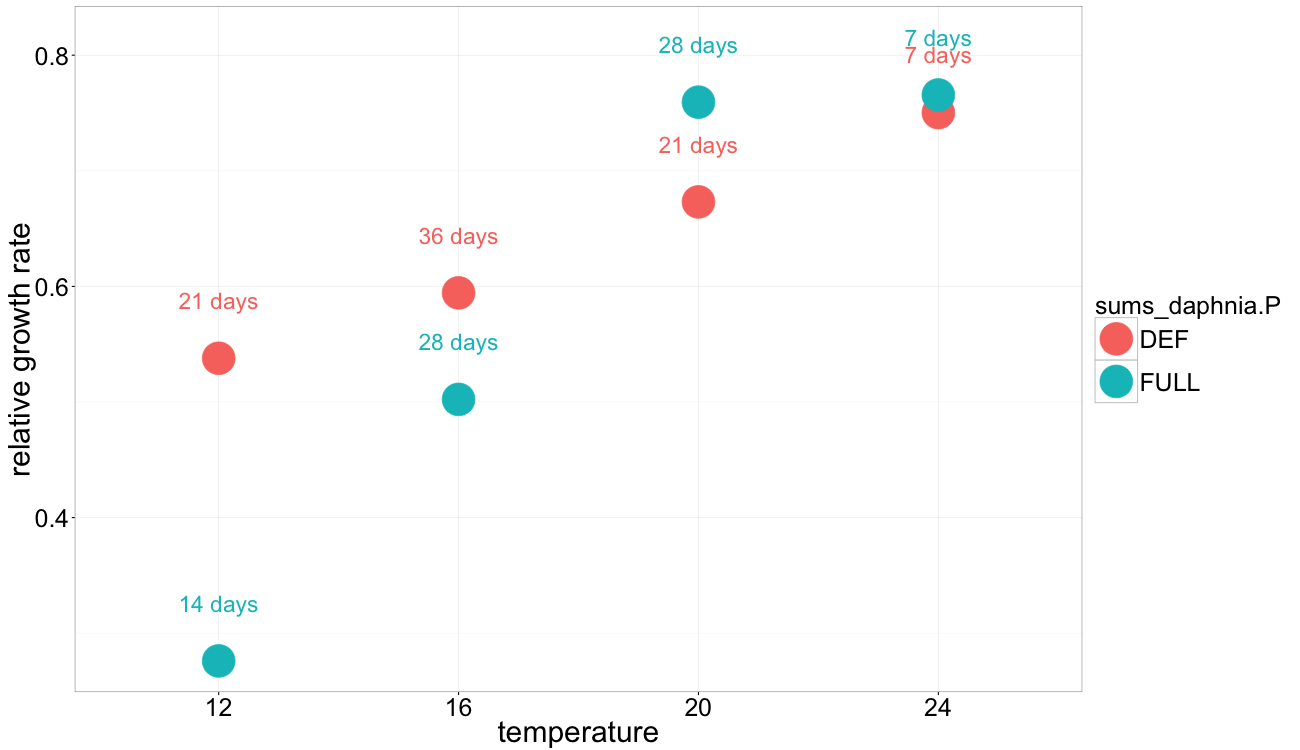 relative growth rate
0.8
0.6
0.4
7 days
7 days
28 days
21 days
36 days
21 days
28 days
14 days
12
16
20
24
temperature
sums_daphnia.P
DEF
FULL